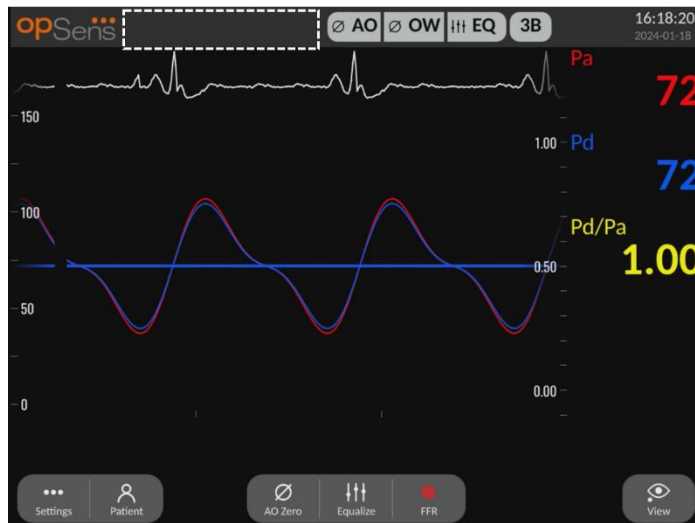 opSens
Ø AO Ø OW EQ 3B
16:18:20
2024-01-18
Pa
72
150
1.00
Pd
72
100
Pd/Pa
1.00
0.50
50
0.00
0
Settings Patient AO Zero Equalize FFR View